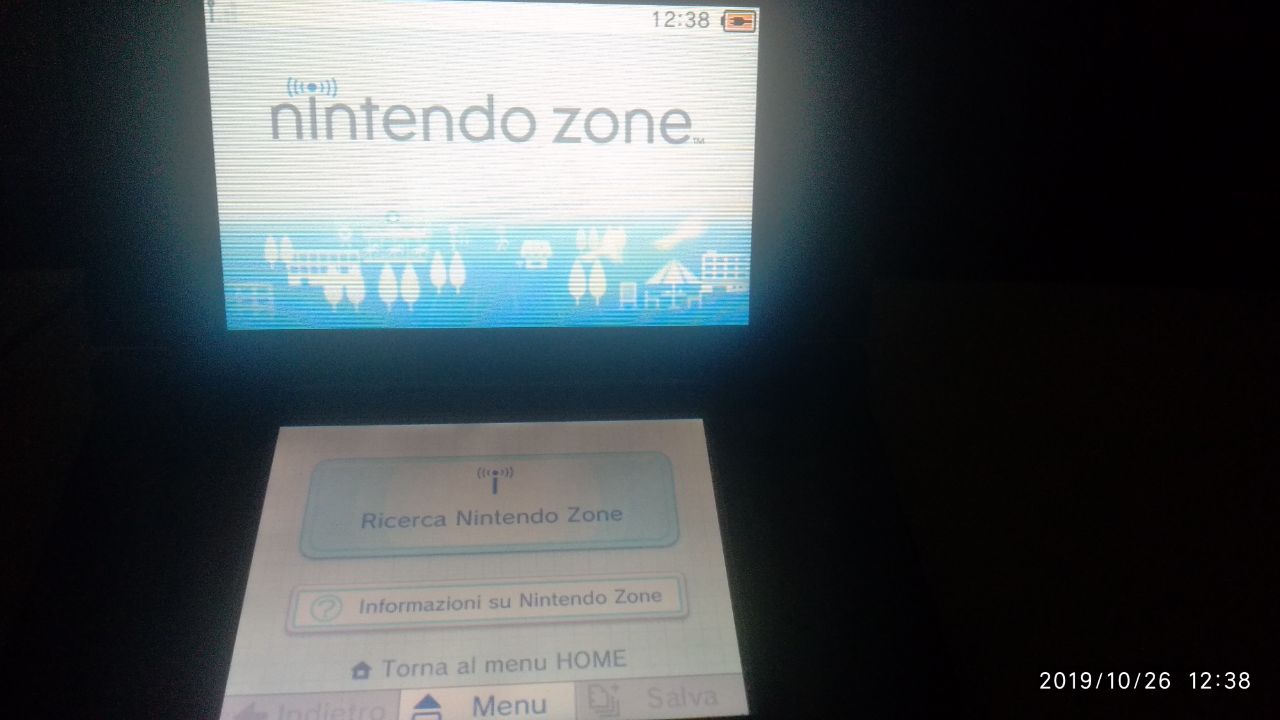 12:38
nintendo zone™
Ricerca Nintendo Zone
Informazioni su Nintendo Zone
Torna al menu HOME
Indietro
Menu
Salva
2019/10/26 12:38